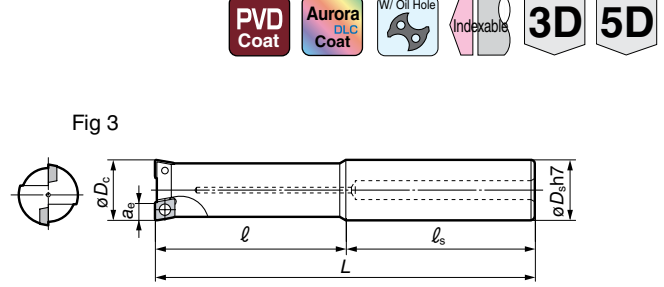 PVD
Coat
Aurora
DLC
Coat
W/ Oil Hole
Indexable
3D
5D
Fig 3
øDc
ae
øDsh7
ℓ
ℓs
L